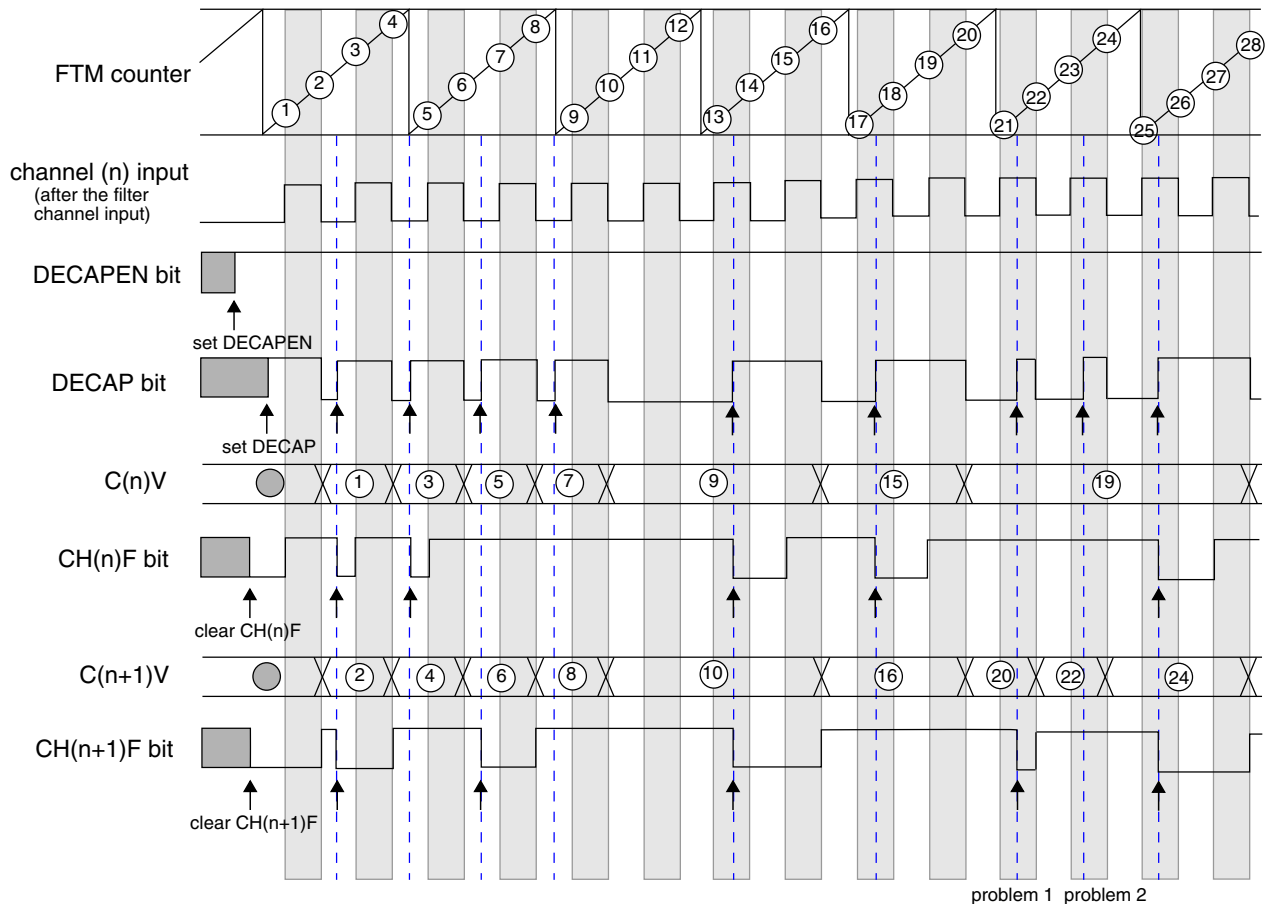 4 8 12 16 20 24 28
3 7 11 15 19 23 27
FTM counter
2 6 10 14 18 22 26
1 5 9 13 17 21 25
channel (n) input
(after the filter
channel input)
DECAPEN bit
set DECAPEN
DECAP bit
set DECAP
C(n)V 1 3 5 7 9 15 19
CH(n)F bit
clear CH(n)F
C(n+1)V 2 4 6 8 10 16 20 22 24
CH(n+1)F bit
clear CH(n+1)F
problem 1 problem 2